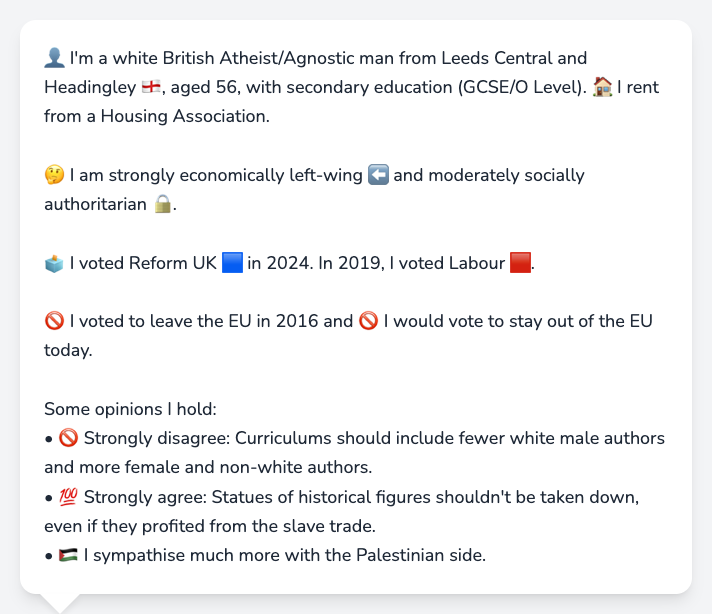 👤 I'm a white British Atheist/Agnostic man from Leeds Central and
Headingley 🏴󠁧󠁢󠁥󠁮󠁧󠁿, aged 56, with secondary education (GCSE/O Level). 🏠 I rent
from a Housing Association.
🤔 I am strongly economically left-wing ⬅️ and moderately socially
authoritarian 🔒.
🗳️ I voted Reform UK 🟦 in 2024. In 2019, I voted Labour 🟥.
🚫 I voted to leave the EU in 2016 and 🚫 I would vote to stay out of the EU
today.
Some opinions I hold:
• 🚫 Strongly disagree: Curriculums should include fewer white male authors
and more female and non-white authors.
• 💯 Strongly agree: Statues of historical figures shouldn't be taken down,
even if they profited from the slave trade.
• 🇵🇸 I sympathise much more with the Palestinian side.